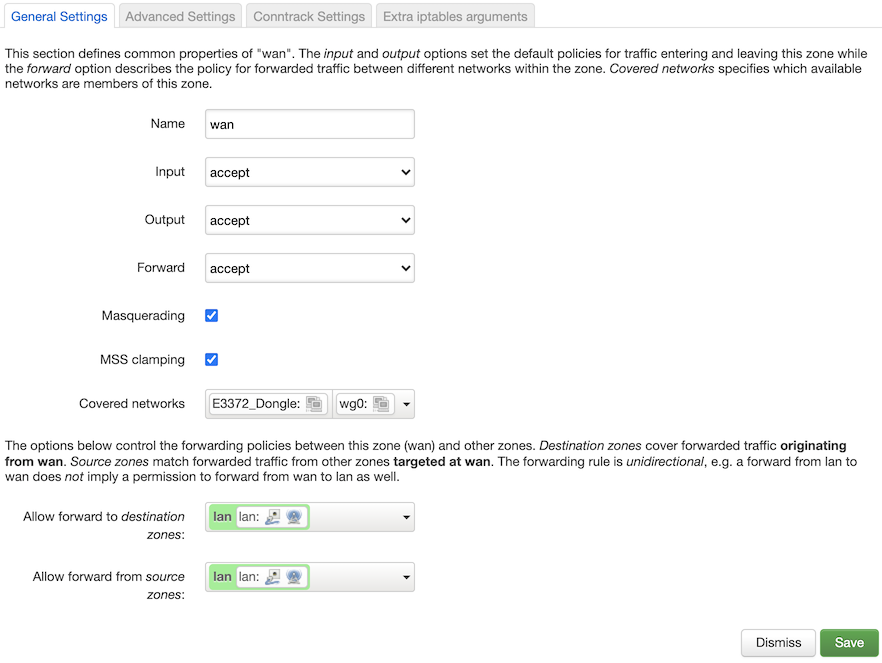 General Settings Advanced Settings Conntrack Settings Extra iptables arguments
This section defines common properties of "wan". The input and output options set the default policies for traffic entering and leaving this zone while
the forward option describes the policy for forwarded traffic between different networks within the zone. Covered networks specifies which available
networks are members of this zone.
Name wan
Input accept
Output accept
Forward accept
Masquerading
MSS clamping
Covered networks E3372_Dongle: wg0:
The options below control the forwarding policies between this zone (wan) and other zones. Destination zones cover forwarded traffic originating
from wan. Source zones match forwarded traffic from other zones targeted at wan. The forwarding rule is unidirectional, e.g. a forward from lan to
wan does not imply a permission to forward from wan to lan as well.
Allow forward to destination lan lan:
zones:
Allow forward from source lan lan:
zones:
Dismiss Save